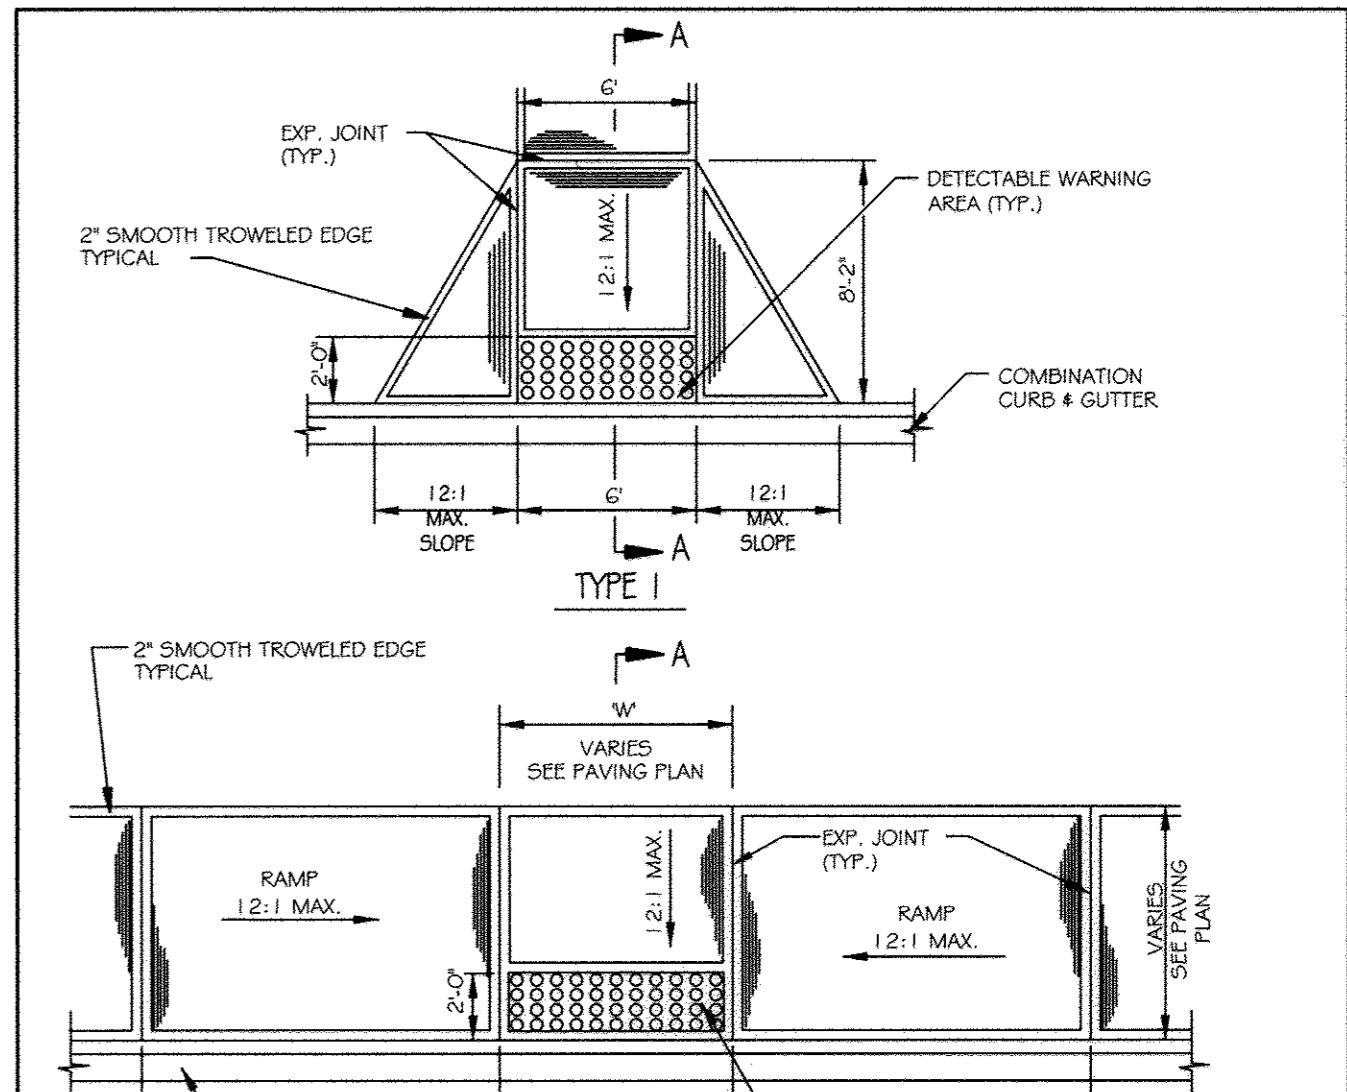 A
6'
EXP. JOINT
(TYP.)
DETECTABLE WARNING
AREA (TYP.)
2" SMOOTH TROWELED EDGE
TYPICAL
12:1 MAX.
8'-2"
2'-0"
COMBINATION
CURB & GUTTER
12:1
MAX.
SLOPE
6'
12:1
MAX.
SLOPE
A
TYPE 1
2" SMOOTH TROWELED EDGE
TYPICAL
A
'W'
VARIES
SEE PAVING PLAN
EXP. JOINT
(TYP.)
RAMP
12:1 MAX.
12:1 MAX.
RAMP
12:1 MAX.
VARIES
SEE PAVING
PLAN
2'-0"